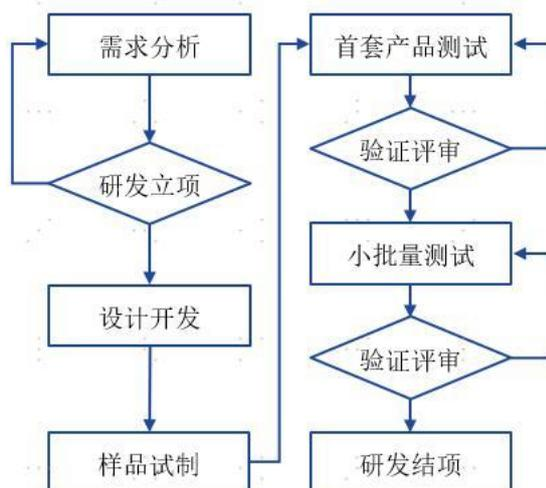 需求分析
研发立项
设计开发
样品试制
首套产品测试
验证评审
小批量测试
验证评审
研发结项